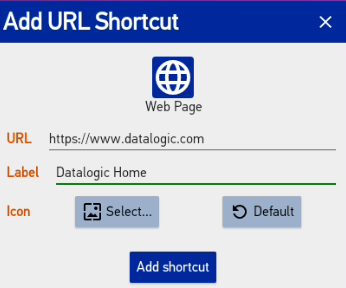 Add URL Shortcut
Web Page
URL https://www.datalogic.com
Label Datalogic Home
Icon Select... Default
Add shortcut